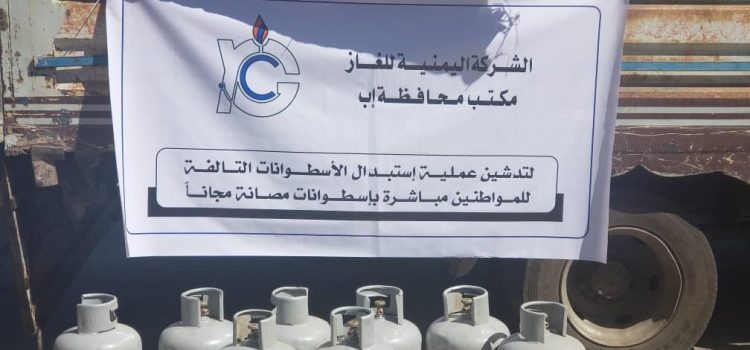 الشركة اليمنية للغاز
مكتب محافظة إب
لتدشين عملية إستبدال الأسطوانات التالفة
للمواطنين مباشرة بإسطوانات مصانة مجاناً